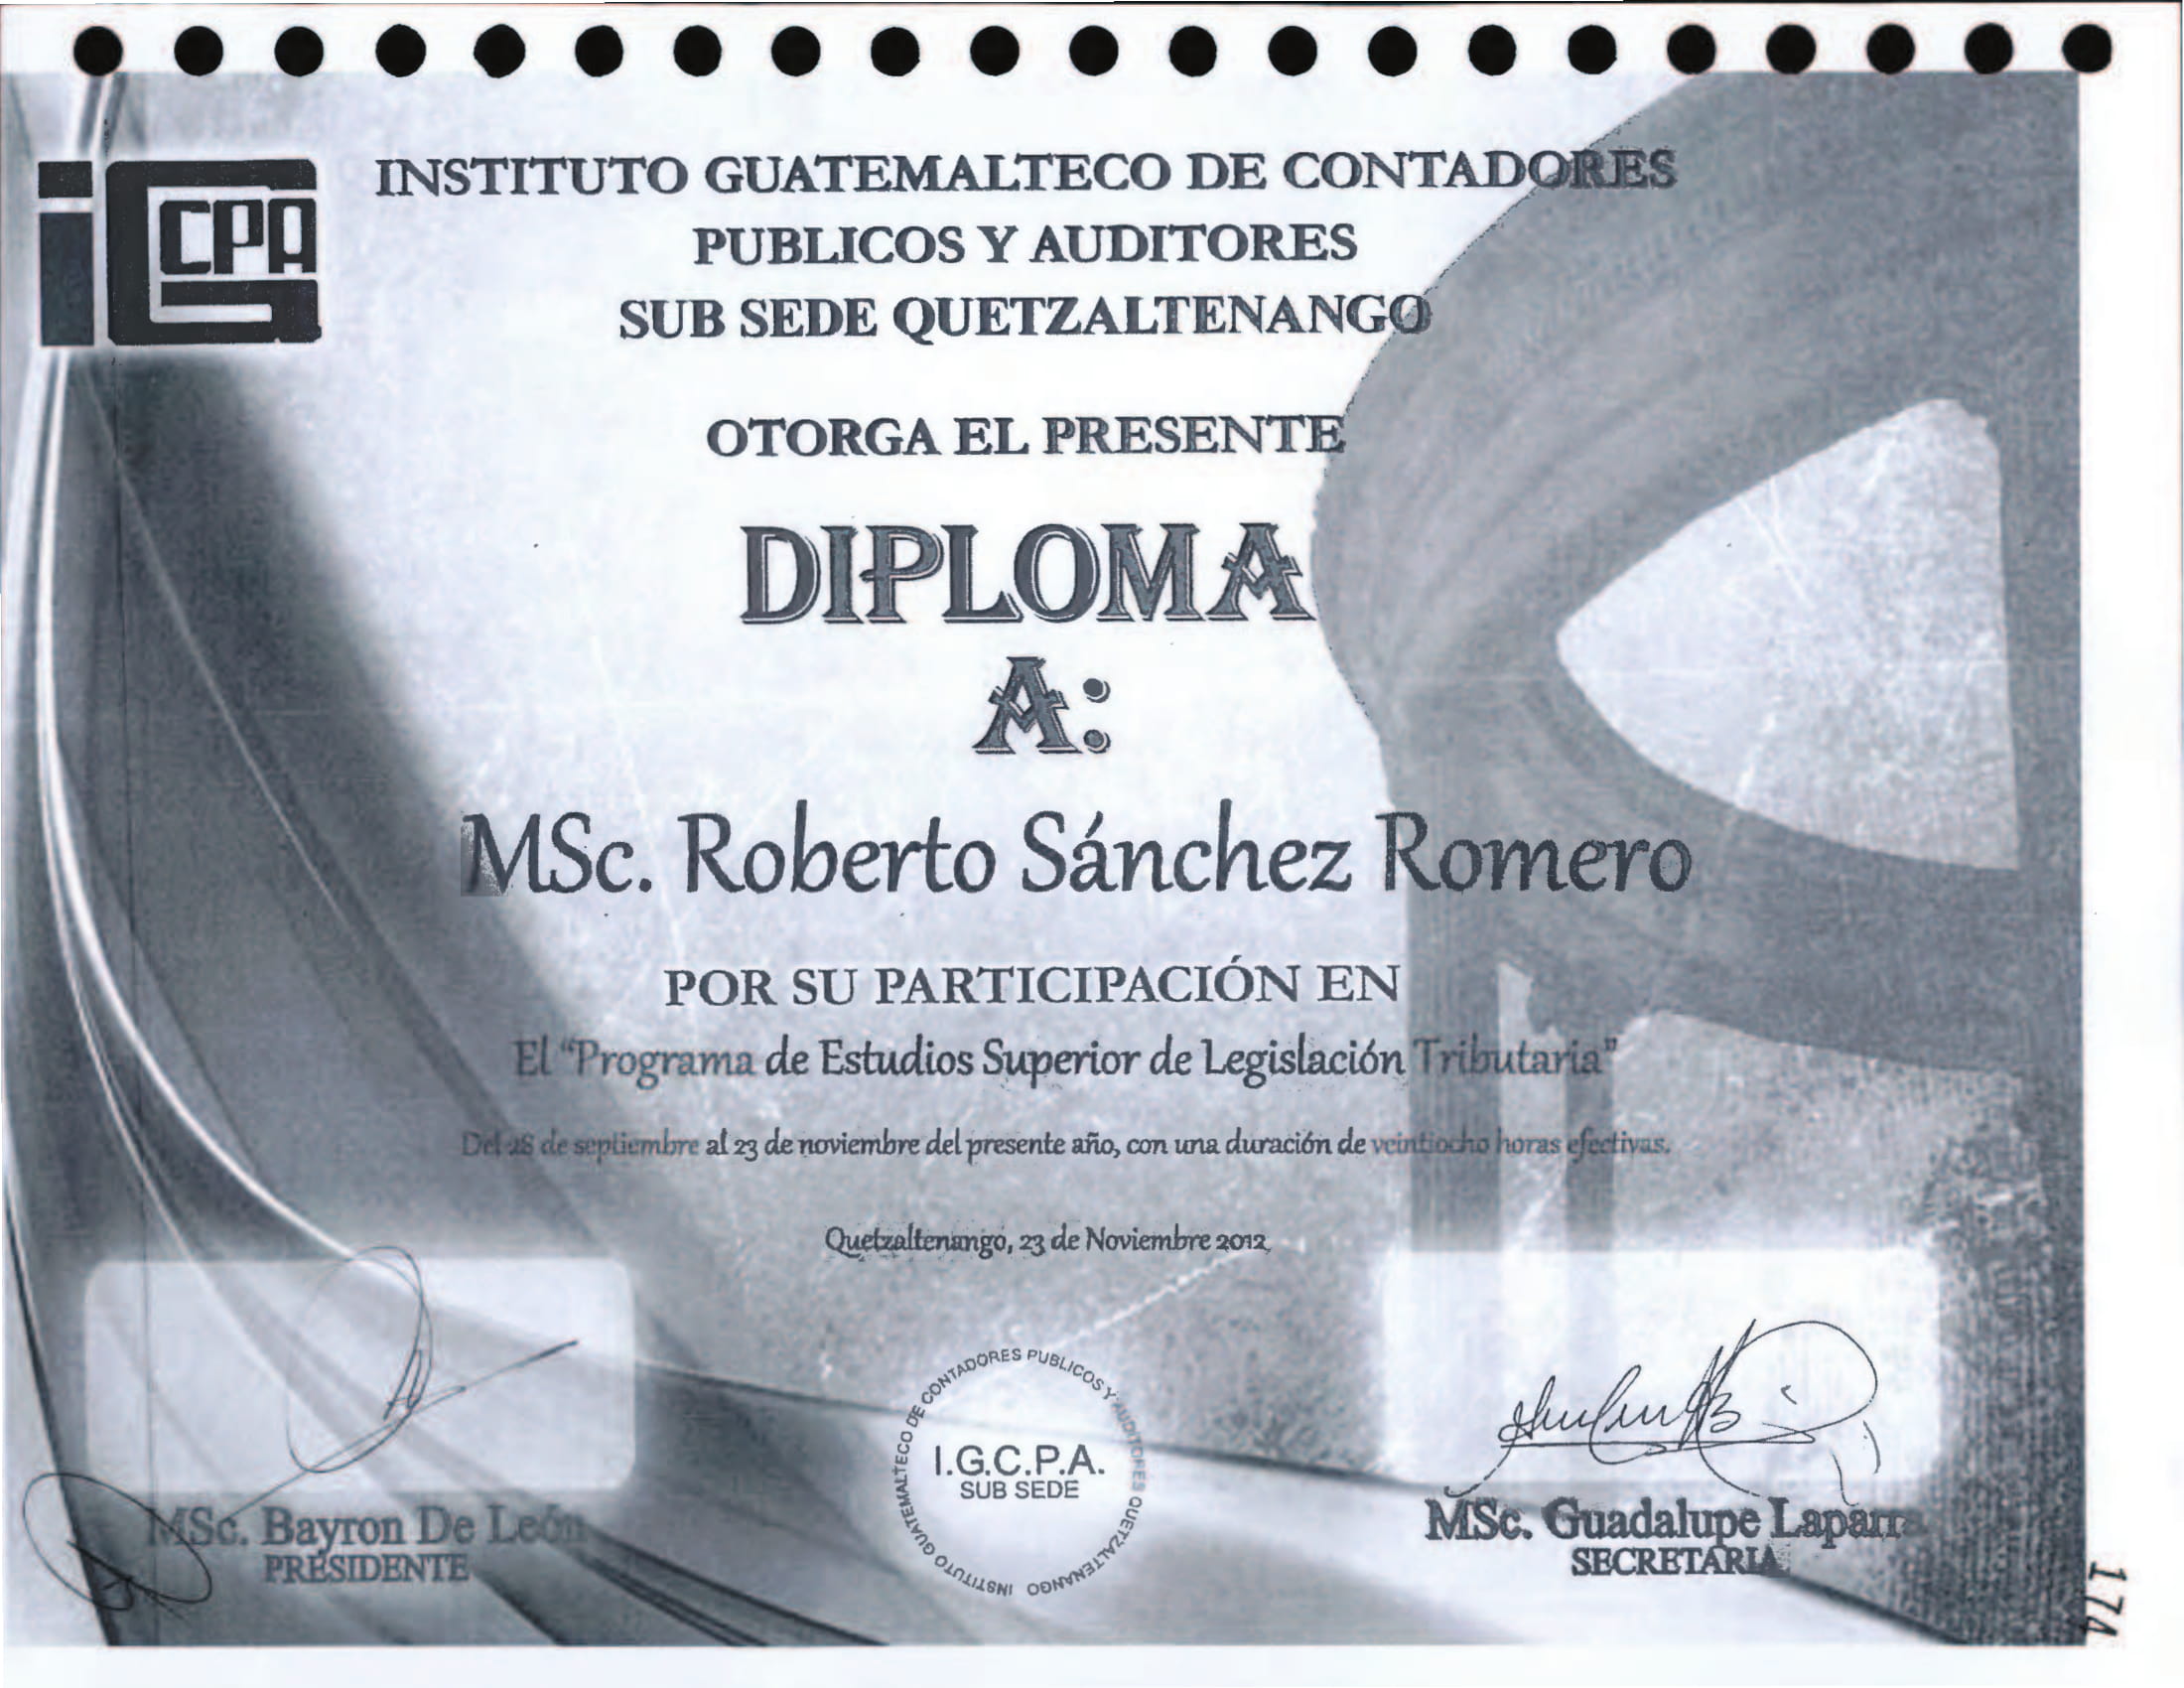 iG CPA
INSTITUTO GUATEMALTECO DE CONTADORES
PUBLICOS Y AUDITORES
SUB SEDE QUETZALTENANGO
OTORGA EL PRESENTE
DIPLOMA
A:
MSc. Roberto Sánchez Romero
POR SU PARTICIPACIÓN EN
El "Programa de Estudios Superior de Legislación Tributaria"
Del 28 de septiembre al 23 de noviembre del presente año, con una duración de veintiocho horas efectivas.
Quetzaltenango, 23 de Noviembre 2012
INSTITUTO GUATEMALTECO DE CONTADORES PUBLICOS Y AUDITORES QUETZALTENANGO
I.G.C.P.A.
SUB SEDE
MSc. Bayron De León
PRESIDENTE
MSc. Guadalupe Laparra
SECRETARIA
174